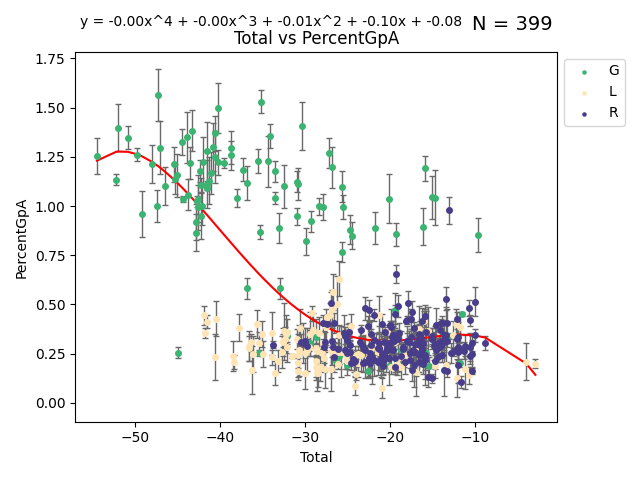 y = -0.00x^4 + -0.00x^3 + -0.01x^2 + -0.10x + -0.08 N = 399
Total vs PercentGpA
1.75
1.50
1.25
1.00
0.75
0.50
0.25
0.00
PercentGpA
−50 −40 −30 −20 −10
Total
G
L
R